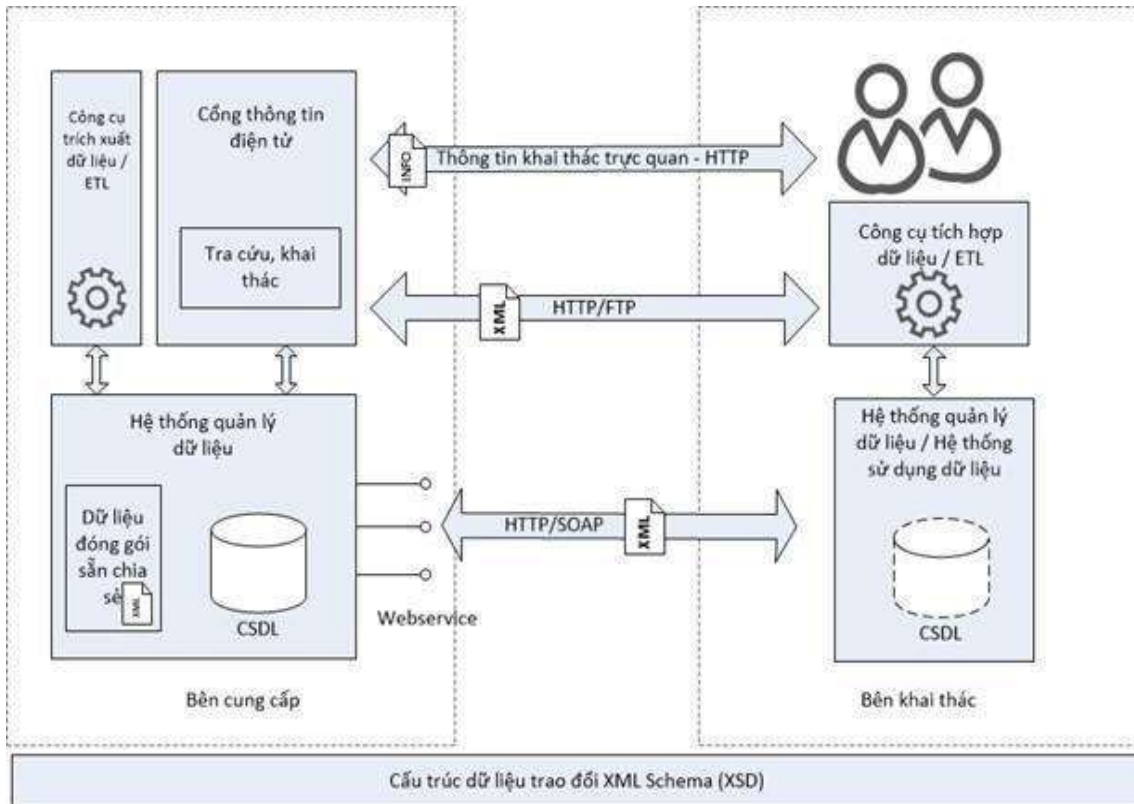 Công cụ
trích xuất
dữ liệu /
ETL
Cổng thông tin
điện tử
Tra cứu, khai
thác
INFO
Thông tin khai thác trực quan - HTTP
Công cụ tích hợp
dữ liệu / ETL
XML
HTTP/FTP
Hệ thống quản lý
dữ liệu
Dữ liệu
đóng gói
sẵn chia
sẻ
XML
CSDL
Webservice
HTTP/SOAP
XML
Hệ thống quản lý
dữ liệu / Hệ thống
sử dụng dữ liệu
CSDL
Bên cung cấp
Bên khai thác
Cấu trúc dữ liệu trao đổi XML Schema (XSD)